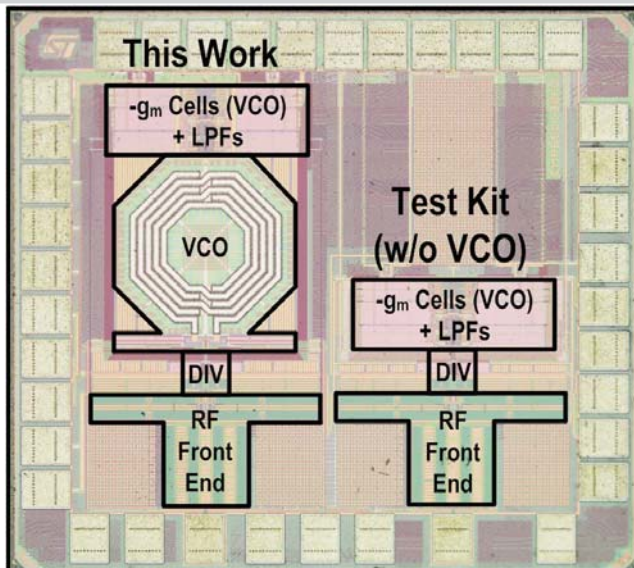 ST
This Work
-gm Cells (VCO)
+ LPFs
VCO
DIV
RF
Front
End
Test Kit
(w/o VCO)
-gm Cells (VCO)
+ LPFs
DIV
RF
Front
End